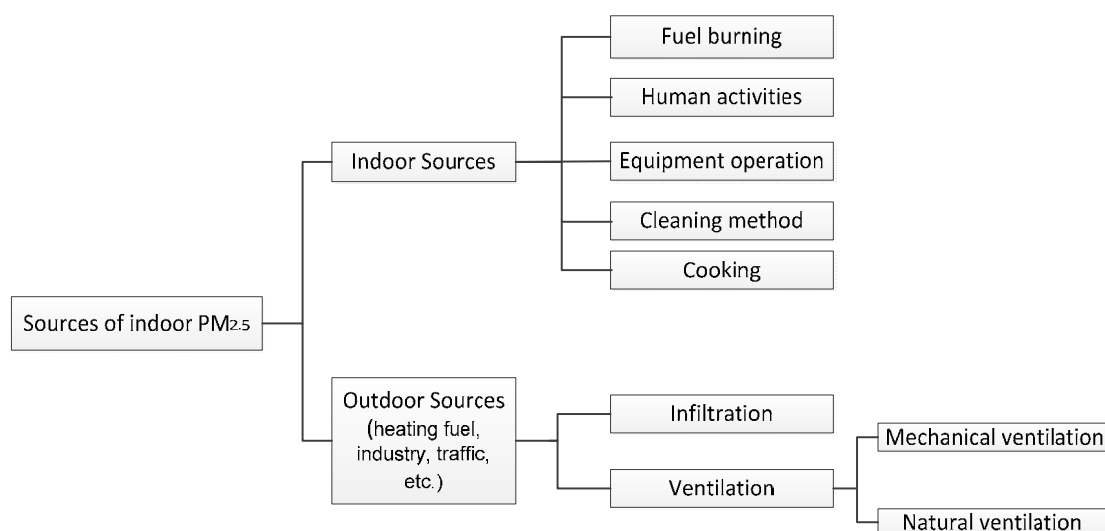 Fuel burning
Human activities
Indoor Sources
Equipment operation
Cleaning method
Cooking
Sources of indoor PM2.5
Outdoor Sources
(heating fuel,
industry, traffic,
etc.)
Infiltration
Mechanical ventilation
Ventilation
Natural ventilation